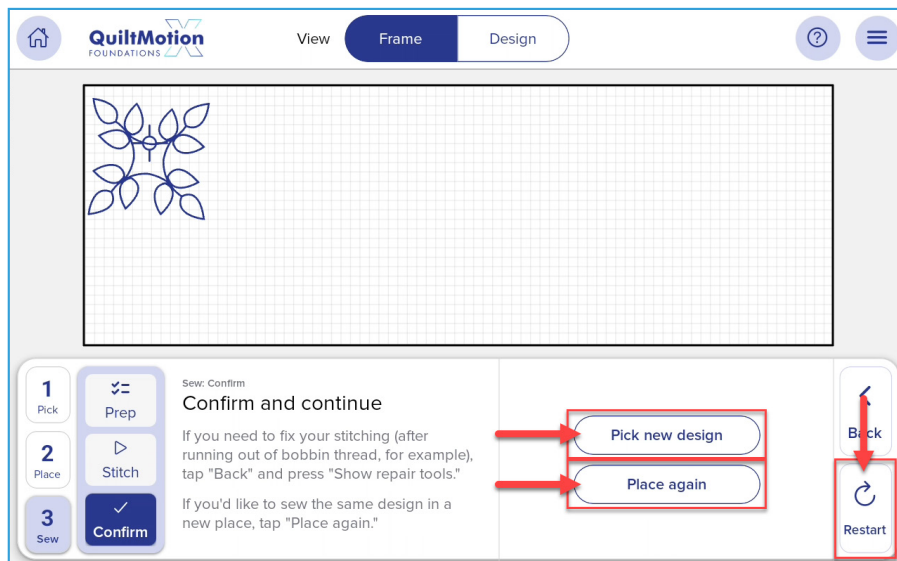 QuiltMotion X
FOUNDATIONS
View
Frame
Design
?
1
Pick
2
Place
3
Sew
Prep
Stitch
Confirm
Sew: Confirm
Confirm and continue
If you need to fix your stitching (after
running out of bobbin thread, for example),
tap "Back" and press "Show repair tools."
If you'd like to sew the same design in a
new place, tap "Place again."
Pick new design
Place again
Back
Restart